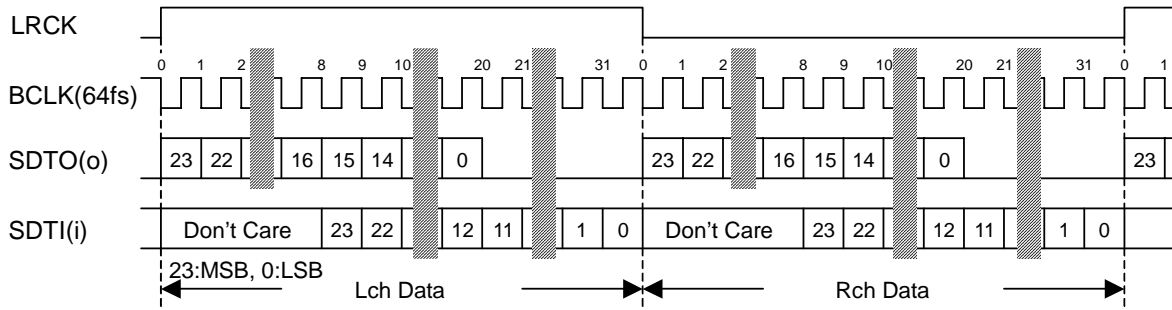 LRCK
0 1 2 8 9 10 20 21 31 0 1 2 8 9 10 20 21 31 0 1
BCLK(64fs)
SDTO(o) 23 22 16 15 14 0 23 22 16 15 14 0 23
SDTI(i) Don't Care 23 22 12 11 1 0 Don't Care 23 22 12 11 1 0
23:MSB, 0:LSB
Lch Data Rch Data